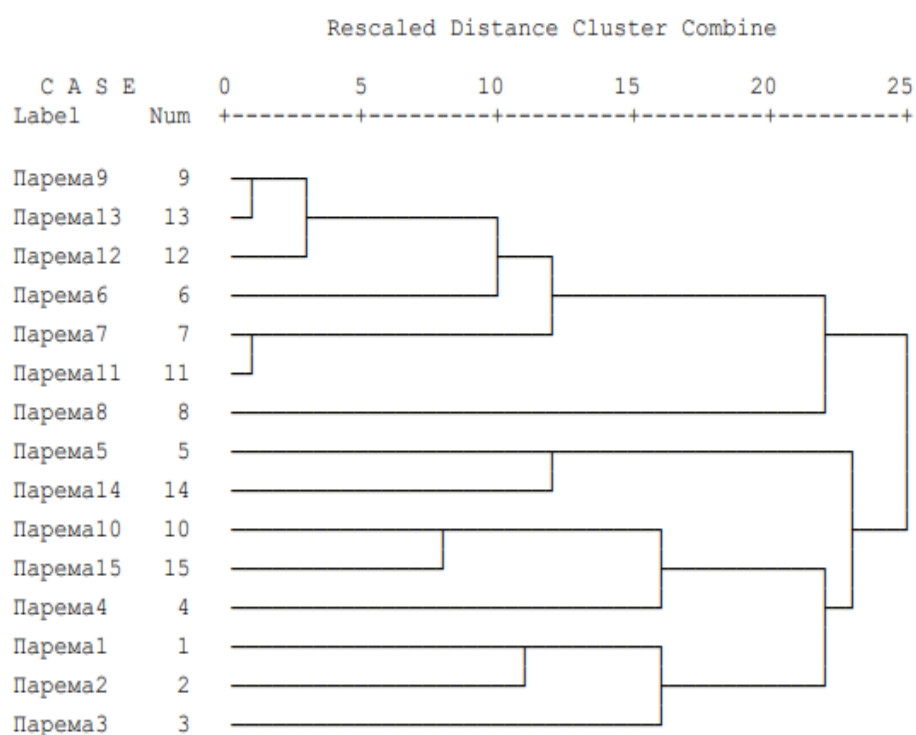 Rescaled Distance Cluster Combine
C A S E 0 5 10 15 20 25
Label Num +---------+---------+---------+---------+---------+
Парема9 9
Парема13 13
Парема12 12
Парема6 6
Парема7 7
Парема11 11
Парема8 8
Парема5 5
Парема14 14
Парема10 10
Парема15 15
Парема4 4
Парема1 1
Парема2 2
Парема3 3